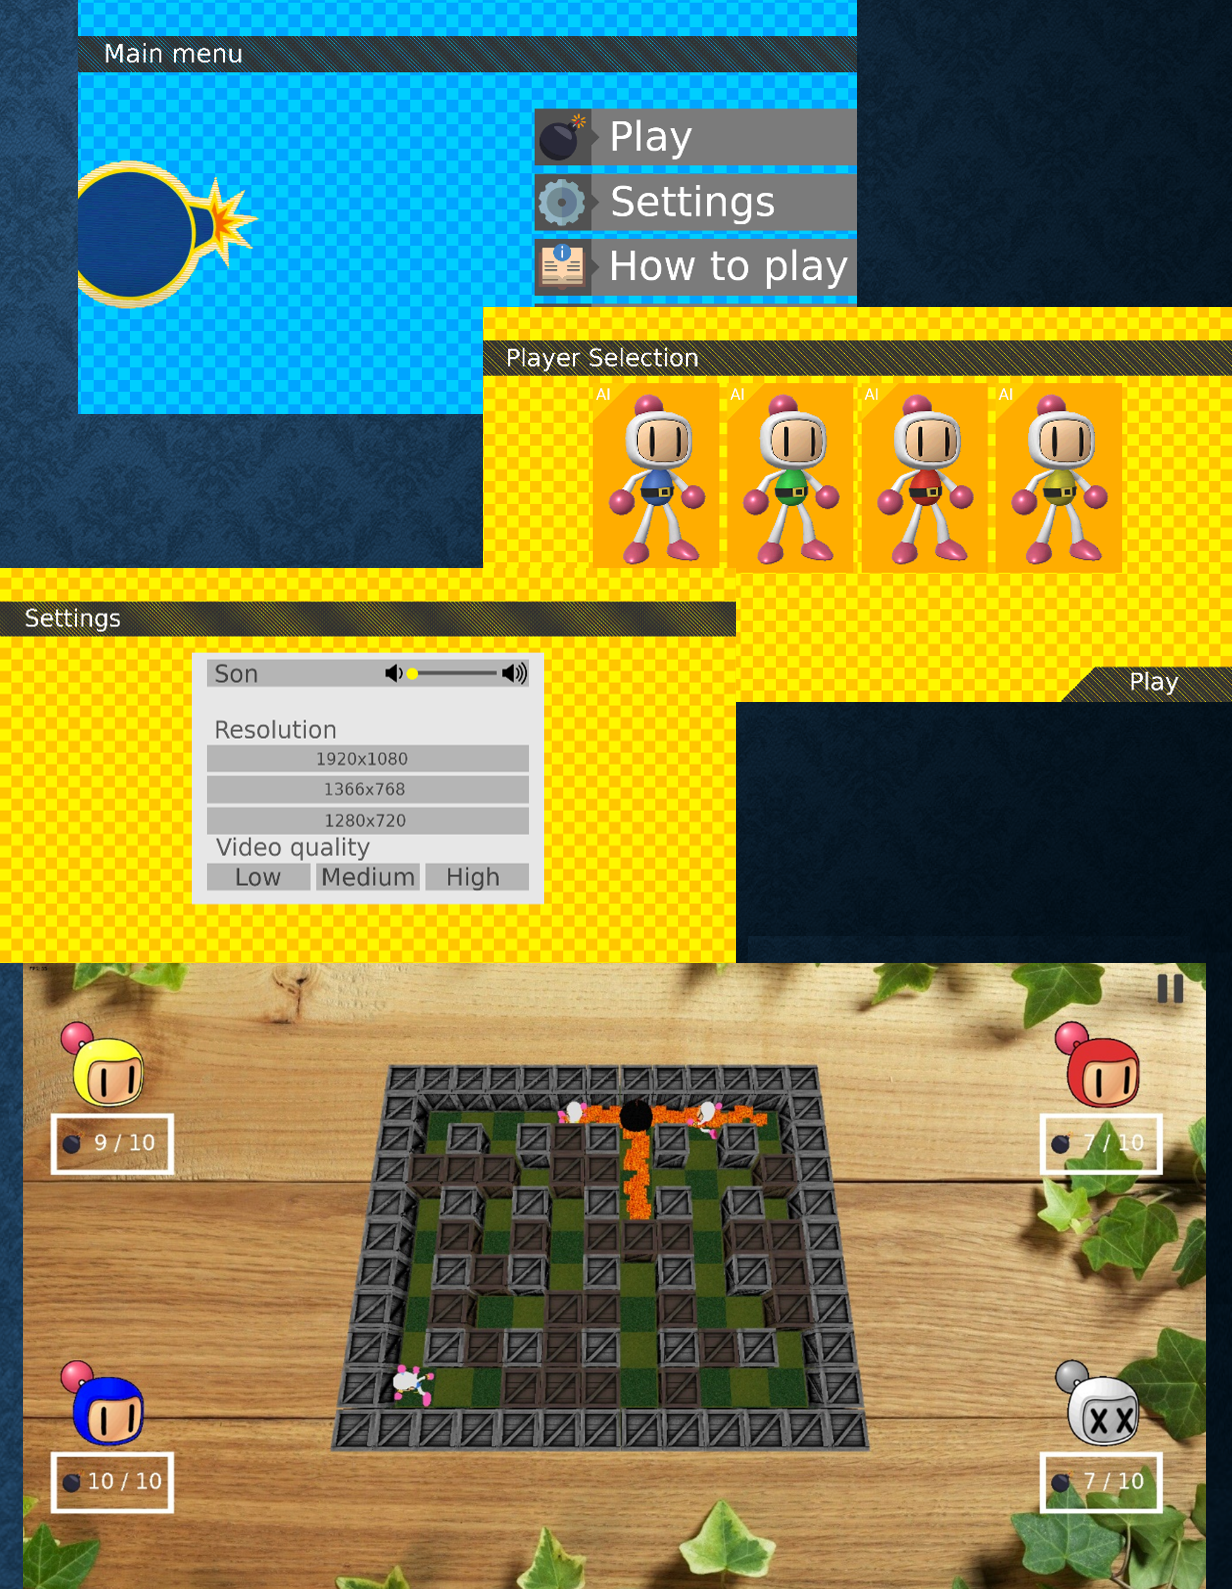 Main menu
Play
Settings
How to play
Player Selection
AI AI AI AI
Settings
Son
Resolution
1920x1080
1366x768
1280x720
Video quality
Low Medium High
Play
9 / 10
7 / 10
10 / 10
7 / 10